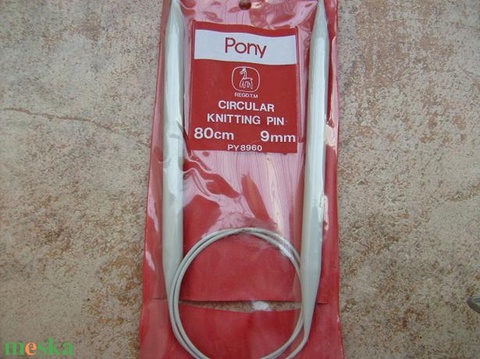 Pony
REGD.T.M
CIRCULAR
KNITTING PIN
80cm 9mm
PY8960
meska